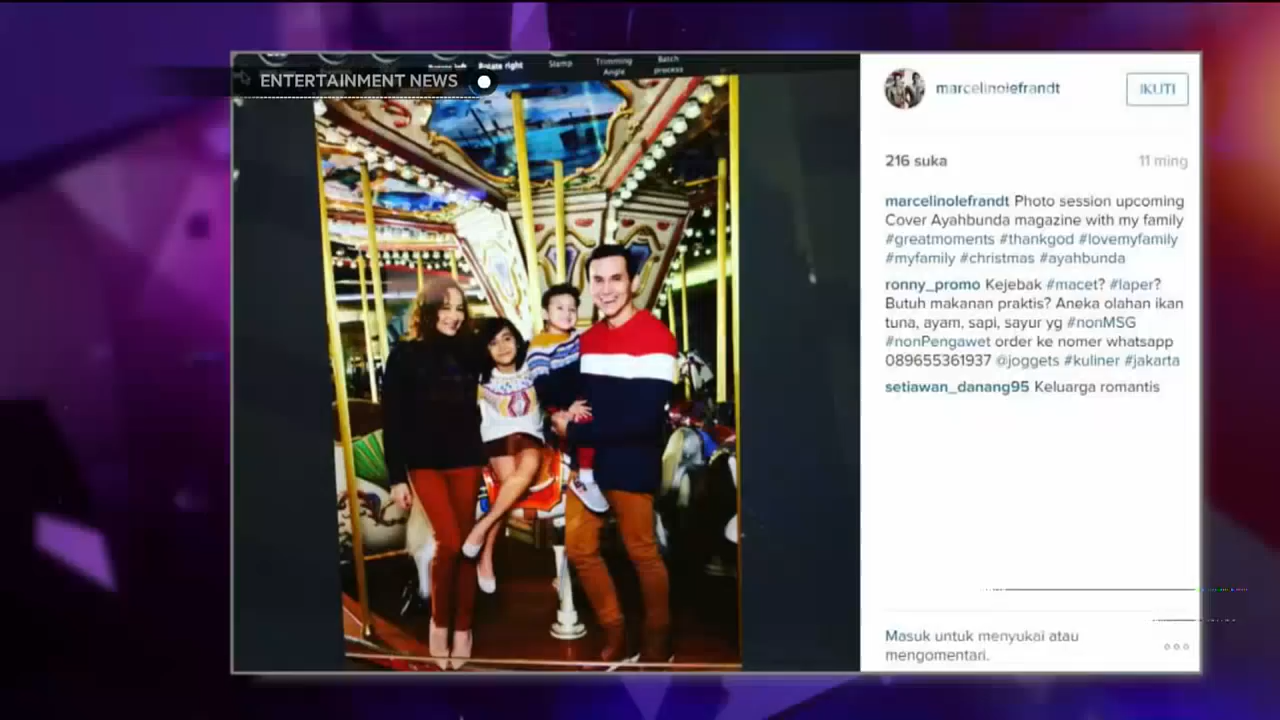 Rotate left Rotate right Stamp Trimming Angle Batch process
ENTERTAINMENT NEWS
marcelinolefrandt
IKUTI
216 suka
11 ming
marcelinolefrandt Photo session upcoming
Cover Ayahbunda magazine with my family
#greatmoments #thankgod #lovemyfamily
#myfamily #christmas #ayahbunda
ronny_promo Kejebak #macet? #laper?
Butuh makanan praktis? Aneka olahan ikan
tuna, ayam, sapi, sayur yg #nonMSG
#nonPengawet order ke nomer whatsapp
089655361937 @joggets #kuliner #jakarta
setiawan_danang95 Keluarga romantis
Masuk untuk menyukai atau
mengomentari.